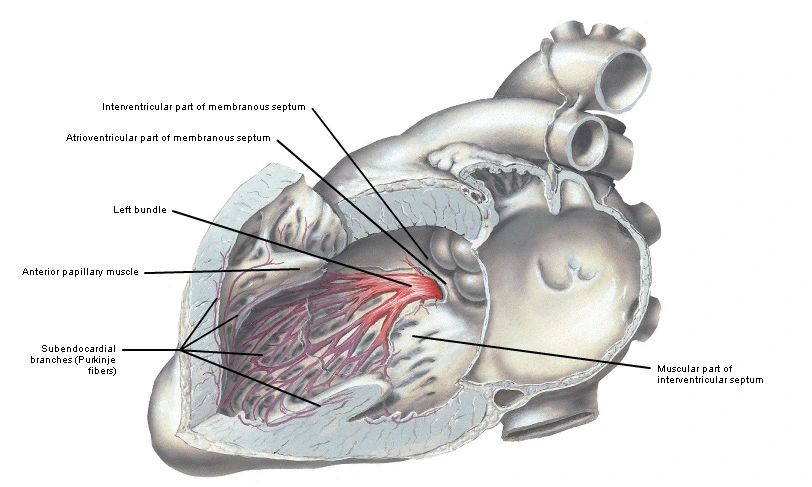 Interventricular part of membranous septum
Atrioventricular part of membranous septum
Left bundle
Anterior papillary muscle
Subendocardial
branches (Purkinje
fibers)
Muscular part of
interventricular septum